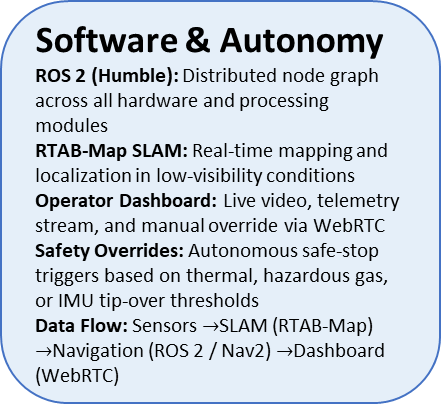 Software & Autonomy
ROS 2 (Humble): Distributed node graph
across all hardware and processing
modules
RTAB-Map SLAM: Real-time mapping and
localization in low-visibility conditions
Operator Dashboard: Live video, telemetry
stream, and manual override via WebRTC
Safety Overrides: Autonomous safe-stop
triggers based on thermal, hazardous gas,
or IMU tip-over thresholds
Data Flow: Sensors →SLAM (RTAB-Map)
→Navigation (ROS 2 / Nav2) →Dashboard
(WebRTC)